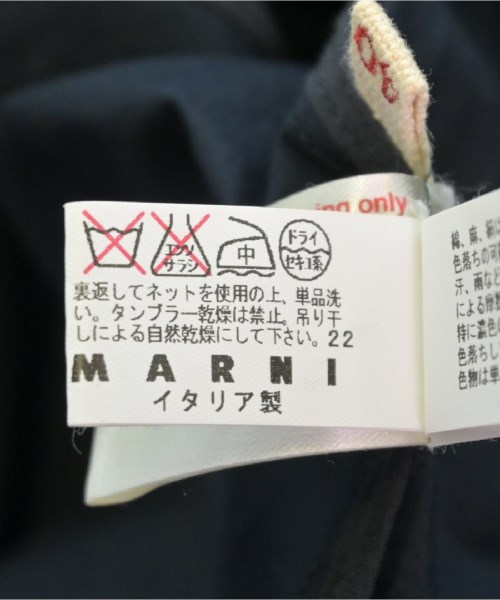 ing only
エンソ
サラシ
中
ドライ
セキユ系
裏返してネットを使用の上、単品洗
い。タンブラー乾燥は禁止。吊り干
しによる自然乾燥にして下さい。22
MARNI
イタリア製
綿、麻、絹
色落ちの可
汗、雨など
による摩擦
特に濃色
色落ちし
色物は単